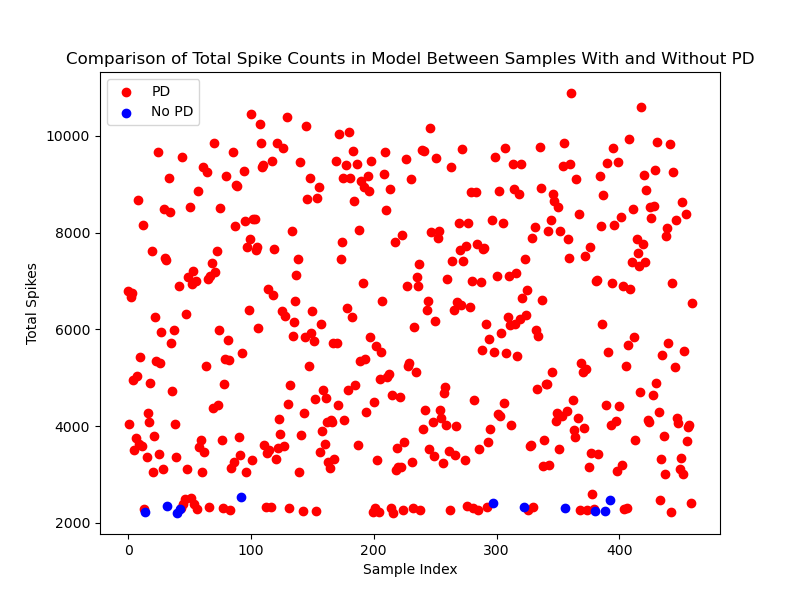 Comparison of Total Spike Counts in Model Between Samples With and Without PD
PD
No PD
10000
8000
6000
4000
2000
Total Spikes
0 100 200 300 400
Sample Index